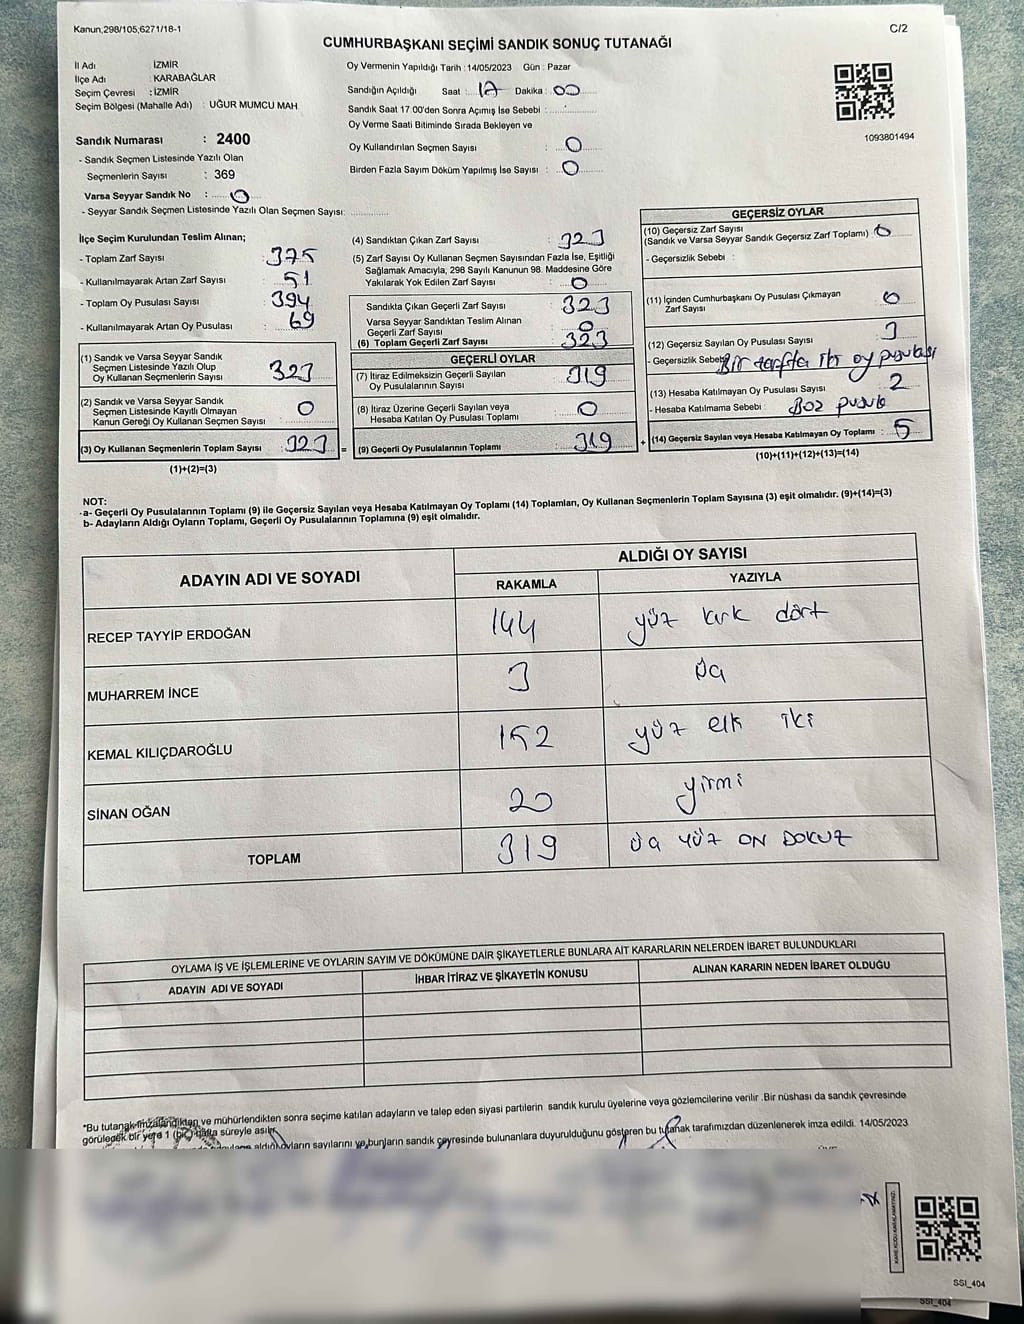 Kanun,298/105,6271/18-1
C/2
CUMHURBAŞKANI SEÇİMİ SANDIK SONUÇ TUTANAĞI
İl Adı : İZMİR
İlçe Adı : KARABAĞLAR
Seçim Çevresi : İZMİR
Seçim Bölgesi (Mahalle Adı) : UĞUR MUMCU MAH
Sandık Numarası : 2400
- Sandık Seçmen Listesinde Yazılı Olan
Seçmenlerin Sayısı : 369
Varsa Seyyar Sandık No : 0
- Seyyar Sandık Seçmen Listesinde Yazılı Olan Seçmen Sayısı:
Oy Vermenin Yapıldığı Tarih : 14/05/2023 Gün : Pazar
Sandığın Açıldığı Saat : 17 Dakika : 00
Sandık Saat 17.00'den Sonra Açımış İse Sebebi :
Oy Verme Saati Bitiminde Sırada Bekleyen ve
Oy Kullandırılan Seçmen Sayısı : 0
Birden Fazla Sayım Döküm Yapılmış İse Sayısı : 0
1093801494
İlçe Seçim Kurulundan Teslim Alınan;
- Toplam Zarf Sayısı : 375
- Kullanılmayarak Artan Zarf Sayısı : 51
- Toplam Oy Pusulası Sayısı : 394
- Kullanılmayarak Artan Oy Pusulası : 69
(1) Sandık ve Varsa Seyyar Sandık
Seçmen Listesinde Yazılı Olup
Oy Kullanan Seçmenlerin Sayısı : 323
(2) Sandık ve Varsa Seyyar Sandık
Seçmen Listesinde Kayıtlı Olmayan
Kanun Gereği Oy Kullanan Seçmen Sayısı : 0
(3) Oy Kullanan Seçmenlerin Toplam Sayısı : 323 =
(1)+(2)=(3)
(4) Sandıktan Çıkan Zarf Sayısı : 323
(5) Zarf Sayısı Oy Kullanan Seçmen Sayısından Fazla İse, Eşitliği
Sağlamak Amacıyla, 298 Sayılı Kanunun 98. Maddesine Göre
Yakılarak Yok Edilen Zarf Sayısı : 0
Sandıkta Çıkan Geçerli Zarf Sayısı : 323
Varsa Seyyar Sandıktan Teslim Alınan
Geçerli Zarf Sayısı : 0
(6) Toplam Geçerli Zarf Sayısı : 323
GEÇERLİ OYLAR
(7) İtiraz Edilmeksizin Geçerli Sayılan
Oy Pusulalarının Sayısı : 319
(8) İtiraz Üzerine Geçerli Sayılan veya
Hesaba Katılan Oy Pusulası Toplamı : 0
(9) Geçerli Oy Pusulalarının Toplamı : 319 +
GEÇERSİZ OYLAR
(10) Geçersiz Zarf Sayısı
(Sandık ve Varsa Seyyar Sandık Geçersiz Zarf Toplamı) : 0
- Geçersizlik Sebebi :
(11) İçinden Cumhurbaşkanı Oy Pusulası Çıkmayan
Zarf Sayısı : 0
(12) Geçersiz Sayılan Oy Pusulası Sayısı : 3
- Geçersizlik Sebebi Bir zarfta iki oy pusulası
(13) Hesaba Katılmayan Oy Pusulası Sayısı : 2
- Hesaba Katılmama Sebebi : Boz pusula
(14) Geçersiz Sayılan veya Hesaba Katılmayan Oy Toplamı : 5
(10)+(11)+(12)+(13)=(14)
NOT:
-a- Geçerli Oy Pusulasının Toplamı (9) ile Geçersiz Sayılan veya Hesaba Katılmayan Oy Toplamı (14) Toplamları, Oy Kullanan Seçmenlerin Toplam Sayısına (3) eşit olmalıdır. (9)+(14)=(3)
b- Adayların Aldığı Oyların Toplamı, Geçerli Oy Pusulalarının Toplamına (9) eşit olmalıdır.
ADAYIN ADI VE SOYADI
ALDIĞI OY SAYISI
RAKAMLA YAZIYLA
RECEP TAYYİP ERDOĞAN 144 yüz kırk dört
MUHARREM İNCE 3 üç
KEMAL KILIÇDAROĞLU 152 yüz elli iki
SİNAN OĞAN 20 yirmi
TOPLAM 319 üç yüz ON DOKUZ
OYLAMA İŞ VE İŞLEMLERİNE VE OYLARIN SAYIM VE DÖKÜMÜNE DAİR ŞİKAYETLERLE BUNLARA AİT KARARLARIN NELERDEN İBARET BULUNDUKLARI
ADAYIN ADI VE SOYADI
İHBAR İTİRAZ VE ŞİKAYETİN KONUSU
ALINAN KARARIN NEDEN İBARET OLDUĞU
*Bu tutanak imzalandıktan ve mühürlendikten sonra seçime katılan adayların ve talep eden siyasi partilerin sandık kurulu üyelerine veya gözlemcilerine verilir .Bir nüshası da sandık çevresinde
görülecek bir yere 1 (bir) hafta süreyle asılır.
aldığı oyların sayılarını ve bunların sandık çevresinde bulunanlara duyurulduğunu gösteren bu tutanak tarafımızdan düzenlenerek imza edildi. 14/05/2023
SSI_404
SSI_404